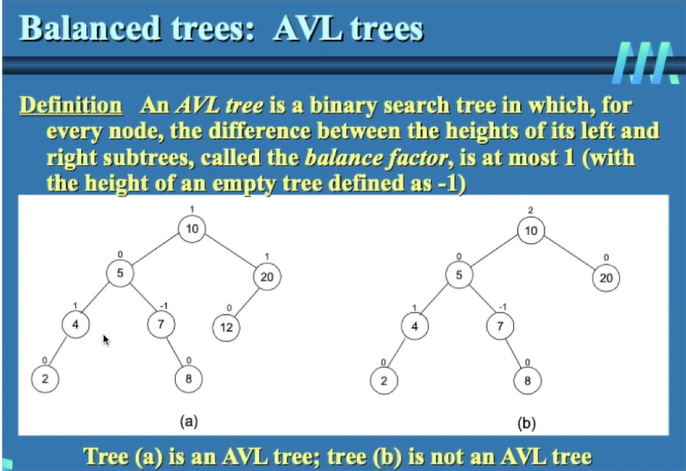 Balanced trees:  AVL trees
Definition   An AVL tree is a binary search tree in which, for
every node, the difference between the heights of its left and
right subtrees, called the balance factor, is at most 1 (with
the height of an empty tree defined as -1)
1 2
10 10
0 1 0 0
5 20 5 20
1 -1 0 1 -1
4 7 12 4 7
0 0 0 0
2 8 2 8
(a) (b)
Tree (a) is an AVL tree; tree (b) is not an AVL tree